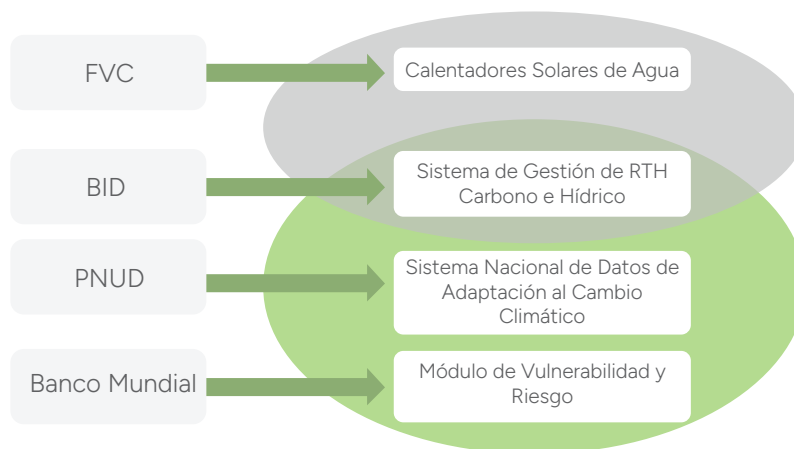 FVC
Calentadores Solares de Agua
BID
Sistema de Gestión de RTH
Carbono e Hídrico
PNUD
Sistema Nacional de Datos de
Adaptación al Cambio
Climático
Banco Mundial
Módulo de Vulnerabilidad y
Riesgo